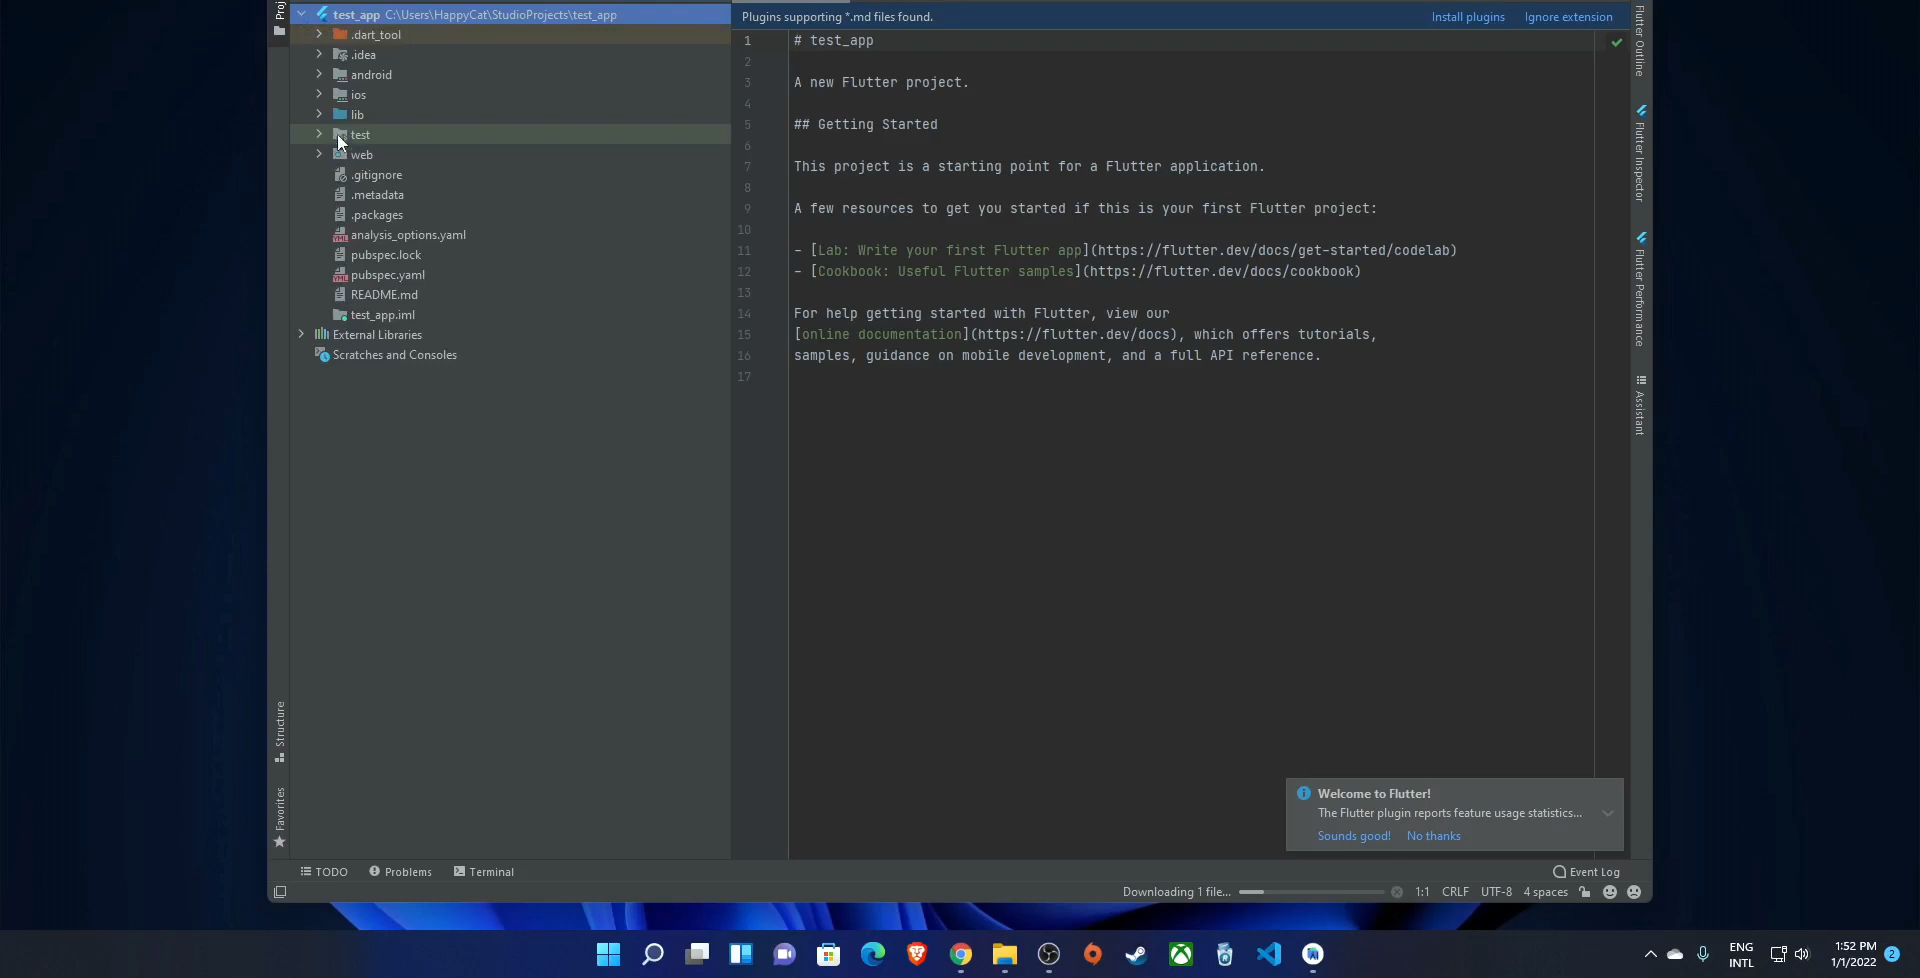 Proj
test_app C:\Users\HappyCat\StudioProjects\test_app
.dart_tool
.idea
android
ios
lib
test
web
.gitignore
.metadata
.packages
analysis_options.yaml
pubspec.lock
pubspec.yaml
README.md
test_app.iml
External Libraries
Scratches and Consoles
Structure
Favorites
Plugins supporting *.md files found.
Install plugins
Ignore extension
1 # test_app
2
3 A new Flutter project.
4
5 ## Getting Started
6
7 This project is a starting point for a Flutter application.
8
9 A few resources to get you started if this is your first Flutter project:
10
11 - [Lab: Write your first Flutter app](https://flutter.dev/docs/get-started/codelab)
12 - [Cookbook: Useful Flutter samples](https://flutter.dev/docs/cookbook)
13
14 For help getting started with Flutter, view our
15 [online documentation](https://flutter.dev/docs), which offers tutorials,
16 samples, guidance on mobile development, and a full API reference.
17
Flutter Outline
Flutter Inspector
Flutter Performance
Assistant
Welcome to Flutter!
The Flutter plugin reports feature usage statistics...
Sounds good! No thanks
TODO
Problems
Terminal
Event Log
Downloading 1 file...
1:1 CRLF UTF-8 4 spaces
ENG
INTL
1:52 PM
1/1/2022
2